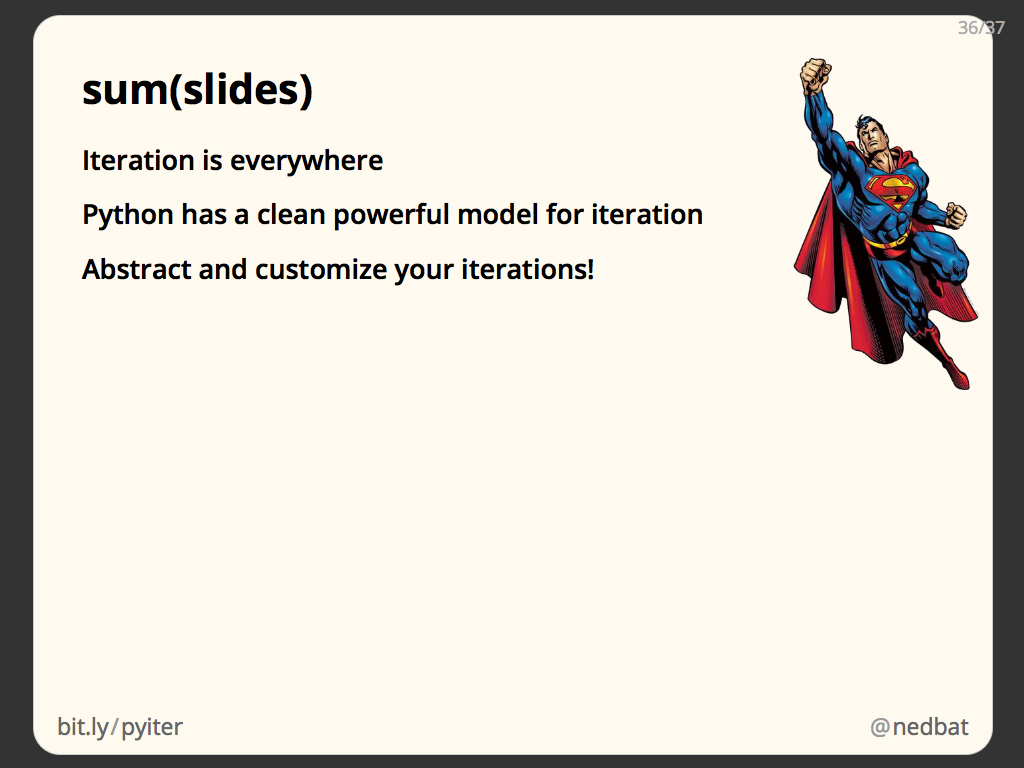 36/37
sum(slides)
Iteration is everywhere
Python has a clean powerful model for iteration
Abstract and customize your iterations!
S
bit.ly/pyiter
@nedbat